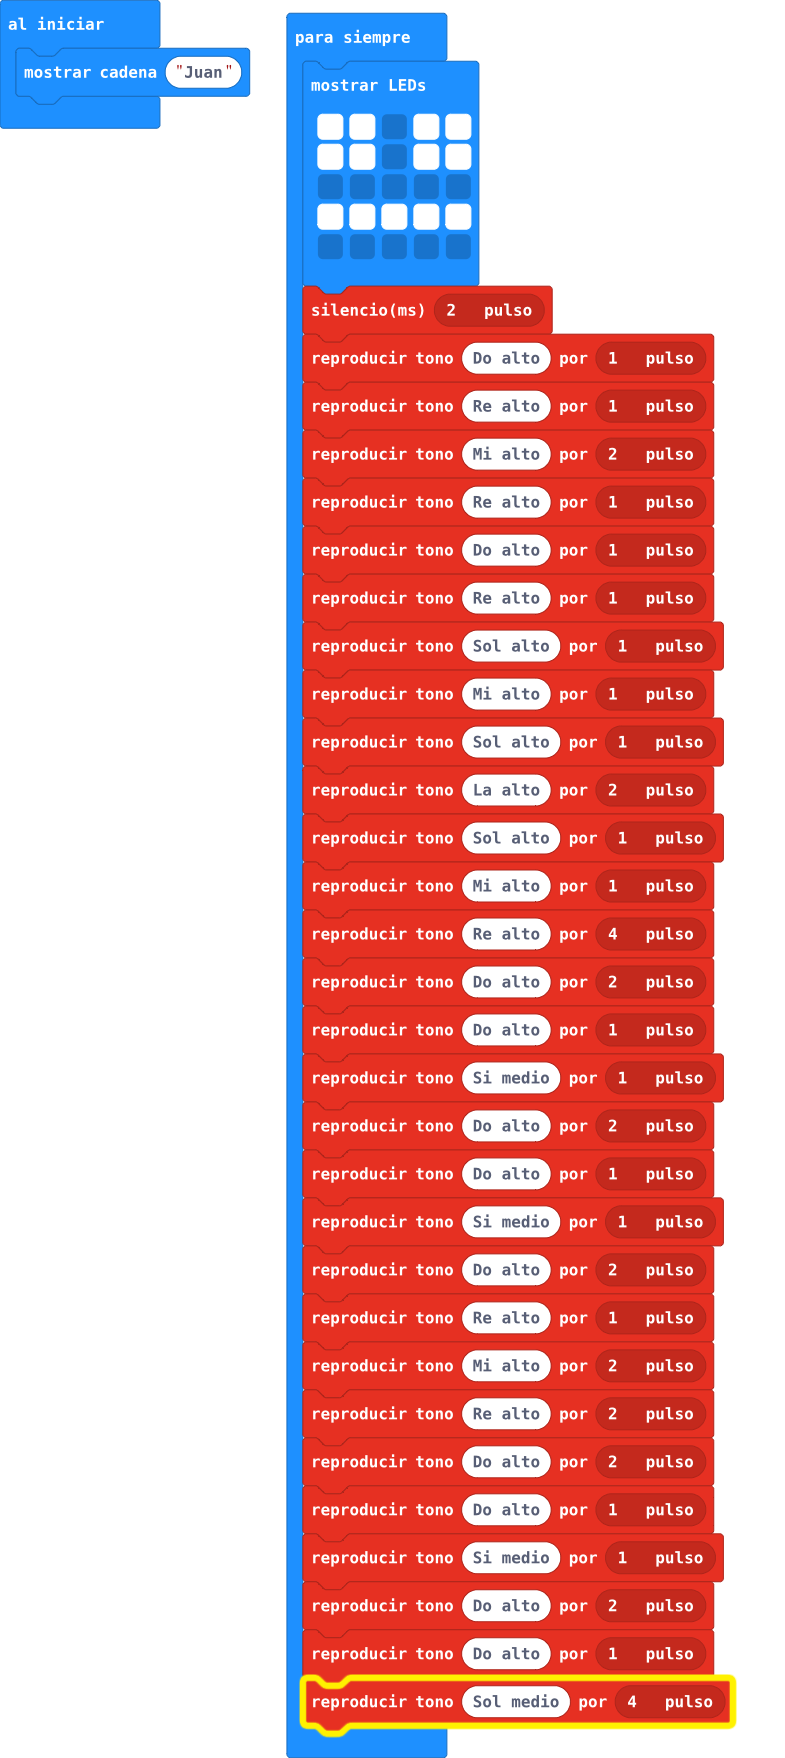 al iniciar
mostrar cadena "Juan"
para siempre
mostrar LEDs
silencio(ms) 2 pulso
reproducir tono Do alto por 1 pulso
reproducir tono Re alto por 1 pulso
reproducir tono Mi alto por 2 pulso
reproducir tono Re alto por 1 pulso
reproducir tono Do alto por 1 pulso
reproducir tono Re alto por 1 pulso
reproducir tono Sol alto por 1 pulso
reproducir tono Mi alto por 1 pulso
reproducir tono Sol alto por 1 pulso
reproducir tono La alto por 2 pulso
reproducir tono Sol alto por 1 pulso
reproducir tono Mi alto por 1 pulso
reproducir tono Re alto por 4 pulso
reproducir tono Do alto por 2 pulso
reproducir tono Do alto por 1 pulso
reproducir tono Si medio por 1 pulso
reproducir tono Do alto por 2 pulso
reproducir tono Do alto por 1 pulso
reproducir tono Si medio por 1 pulso
reproducir tono Do alto por 2 pulso
reproducir tono Re alto por 1 pulso
reproducir tono Mi alto por 2 pulso
reproducir tono Re alto por 2 pulso
reproducir tono Do alto por 2 pulso
reproducir tono Do alto por 1 pulso
reproducir tono Si medio por 1 pulso
reproducir tono Do alto por 2 pulso
reproducir tono Do alto por 1 pulso
reproducir tono Sol medio por 4 pulso